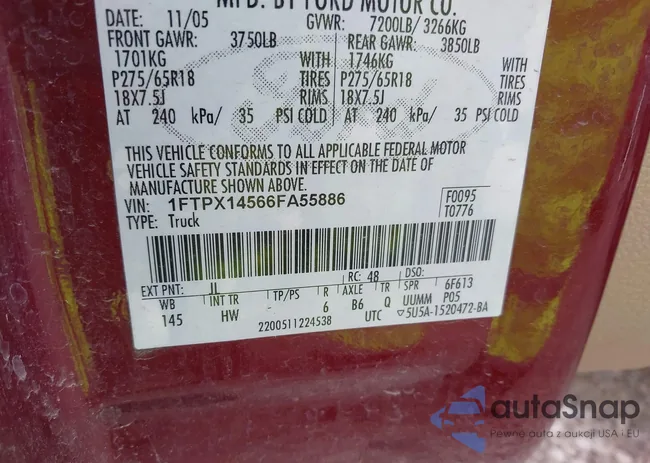 MFD. BY FORD MOTOR CO.
DATE: 11/05 GVWR: 7200LB/ 3266KG
FRONT GAWR: 3750LB REAR GAWR: 3850LB
1701KG WITH 1746KG WITH
P275/65R18 TIRES P275/65R18 TIRES
18X7.5J RIMS 18X7.5J RIMS
AT 240 kPa/ 35 PSI COLD AT 240 kPa/ 35 PSI COLD
Ford
THIS VEHICLE CONFORMS TO ALL APPLICABLE FEDERAL MOTOR
VEHICLE SAFETY STANDARDS IN EFFECT ON THE DATE OF
MANUFACTURE SHOWN ABOVE.
VIN: 1FTPX14566FA55886 F0095
TYPE: Truck T0776
EXT PNT: JL RC: 48 DSO:
WB INT TR TP/PS R AXLE TR SPR 6F613
145 HW 6 B6 Q UUMM P05
2200511224538 UTC ▽5U5A-1520472-BA
autaSnap
Pewne auta z aukcji USA i EU